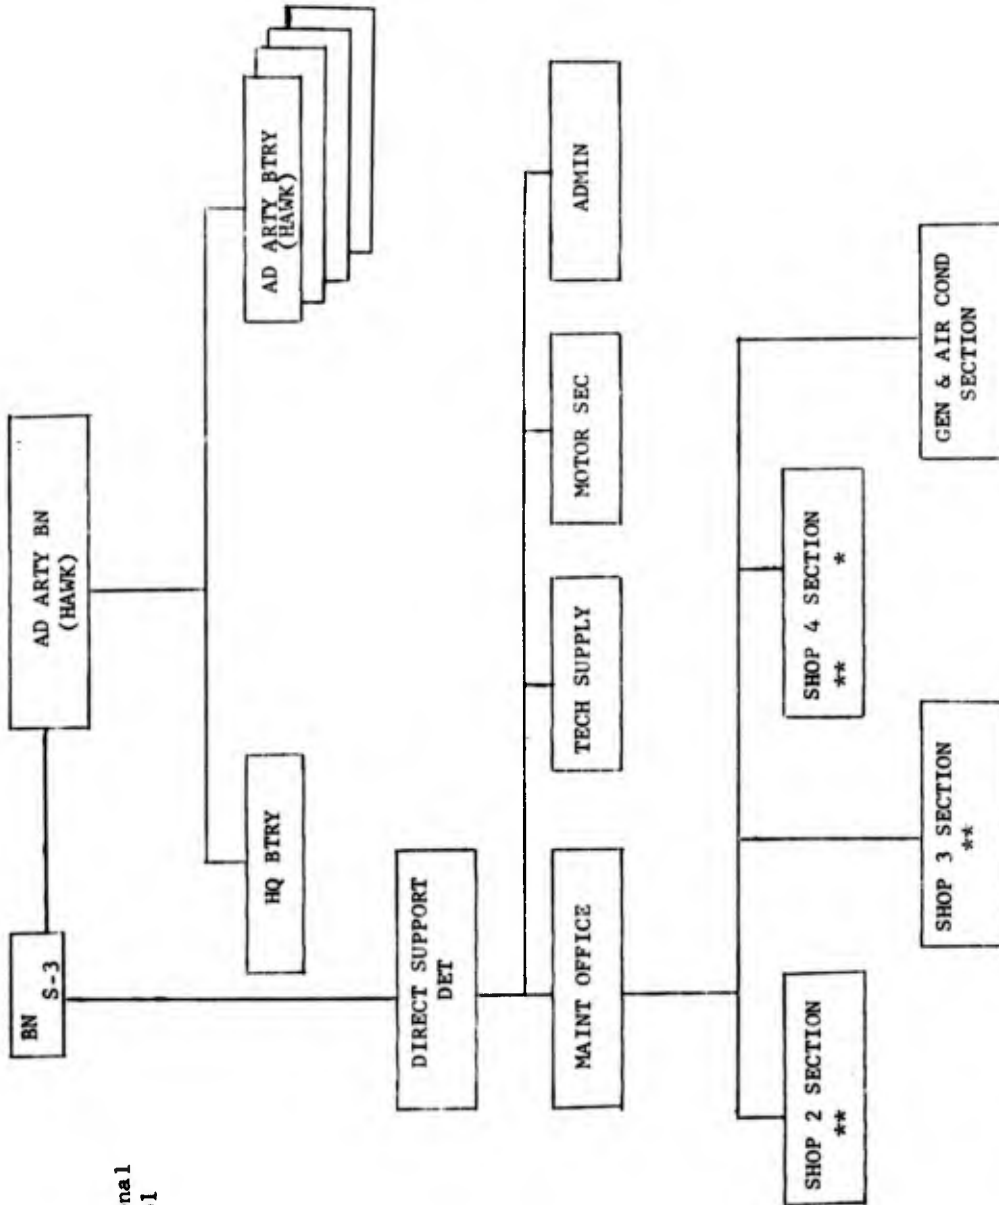 BN
S-3
AD ARTY BN
(HAWK)
HQ BTRY
AD ARTY BTRY
(HAWK)
DIRECT SUPPORT
DET
MAINT OFFICE
TECH SUPPLY
MOTOR SEC
ADMIN
SHOP 2 SECTION
**
SHOP 3 SECTION
**
SHOP 4 SECTION
** *
GEN & AIR COND
SECTION